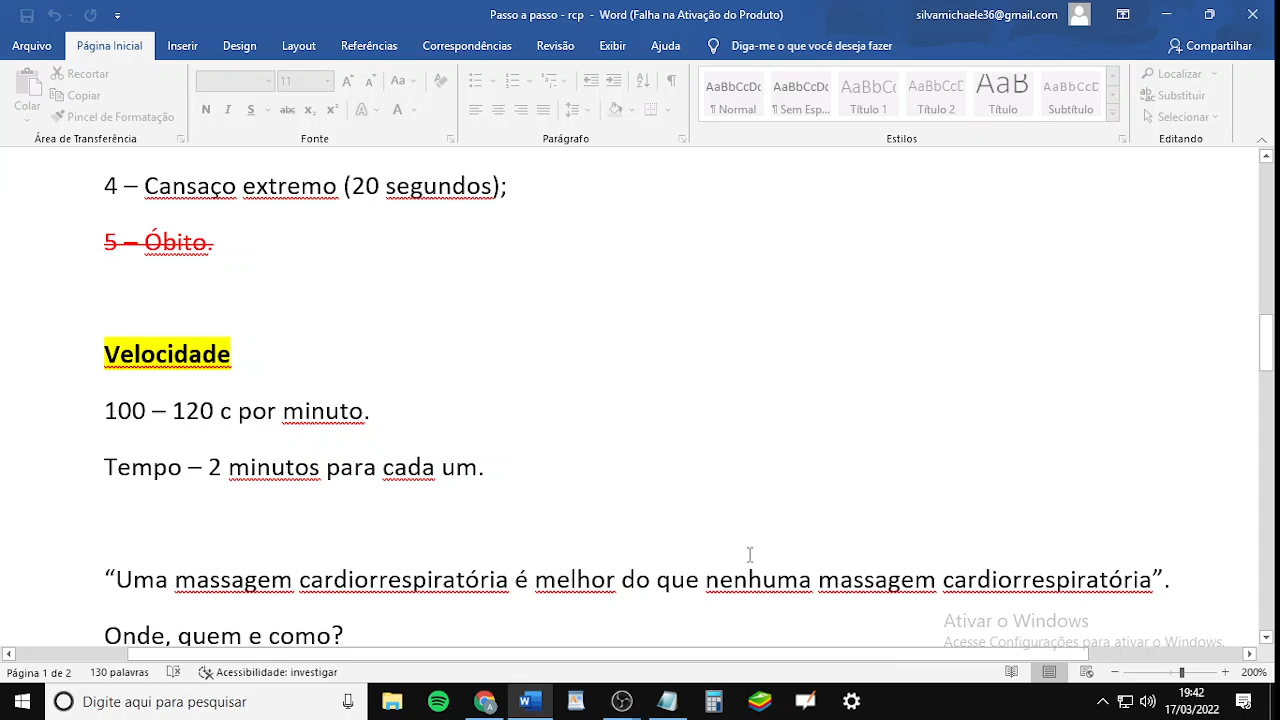 Passo a passo - rcp - Word (Falha na Ativação do Produto)
silvamichaele36@gmail.com
Arquivo
Página Inicial
Inserir
Design
Layout
Referências
Correspondências
Revisão
Exibir
Ajuda
Diga-me o que você deseja fazer
Compartilhar
Colar
Recortar
Copiar
Pincel de Formatação
Área de Transferência
11
Aa
N I S abc x₂ x² A A
Fonte
Parágrafo
AaBbCcDc AaBbCcDc AaBbCc AaBbCcC AaB AaBbCcC
¶ Normal ¶ Sem Esp... Título 1 Título 2 Título Subtítulo
Estilos
Localizar
Substituir
Selecionar
Editando
4 – Cansaço extremo (20 segundos);
5 – Óbito.
Velocidade
100 – 120 c por minuto.
Tempo – 2 minutos para cada um.
“Uma massagem cardiorrespiratória é melhor do que nenhuma massagem cardiorrespiratória”.
Onde, quem e como?
Ativar o Windows
Acesse Configurações para ativar o Windows.
Página 1 de 2
130 palavras
Acessibilidade: investigar
200%
Digite aqui para pesquisar
19:42
17/03/2022